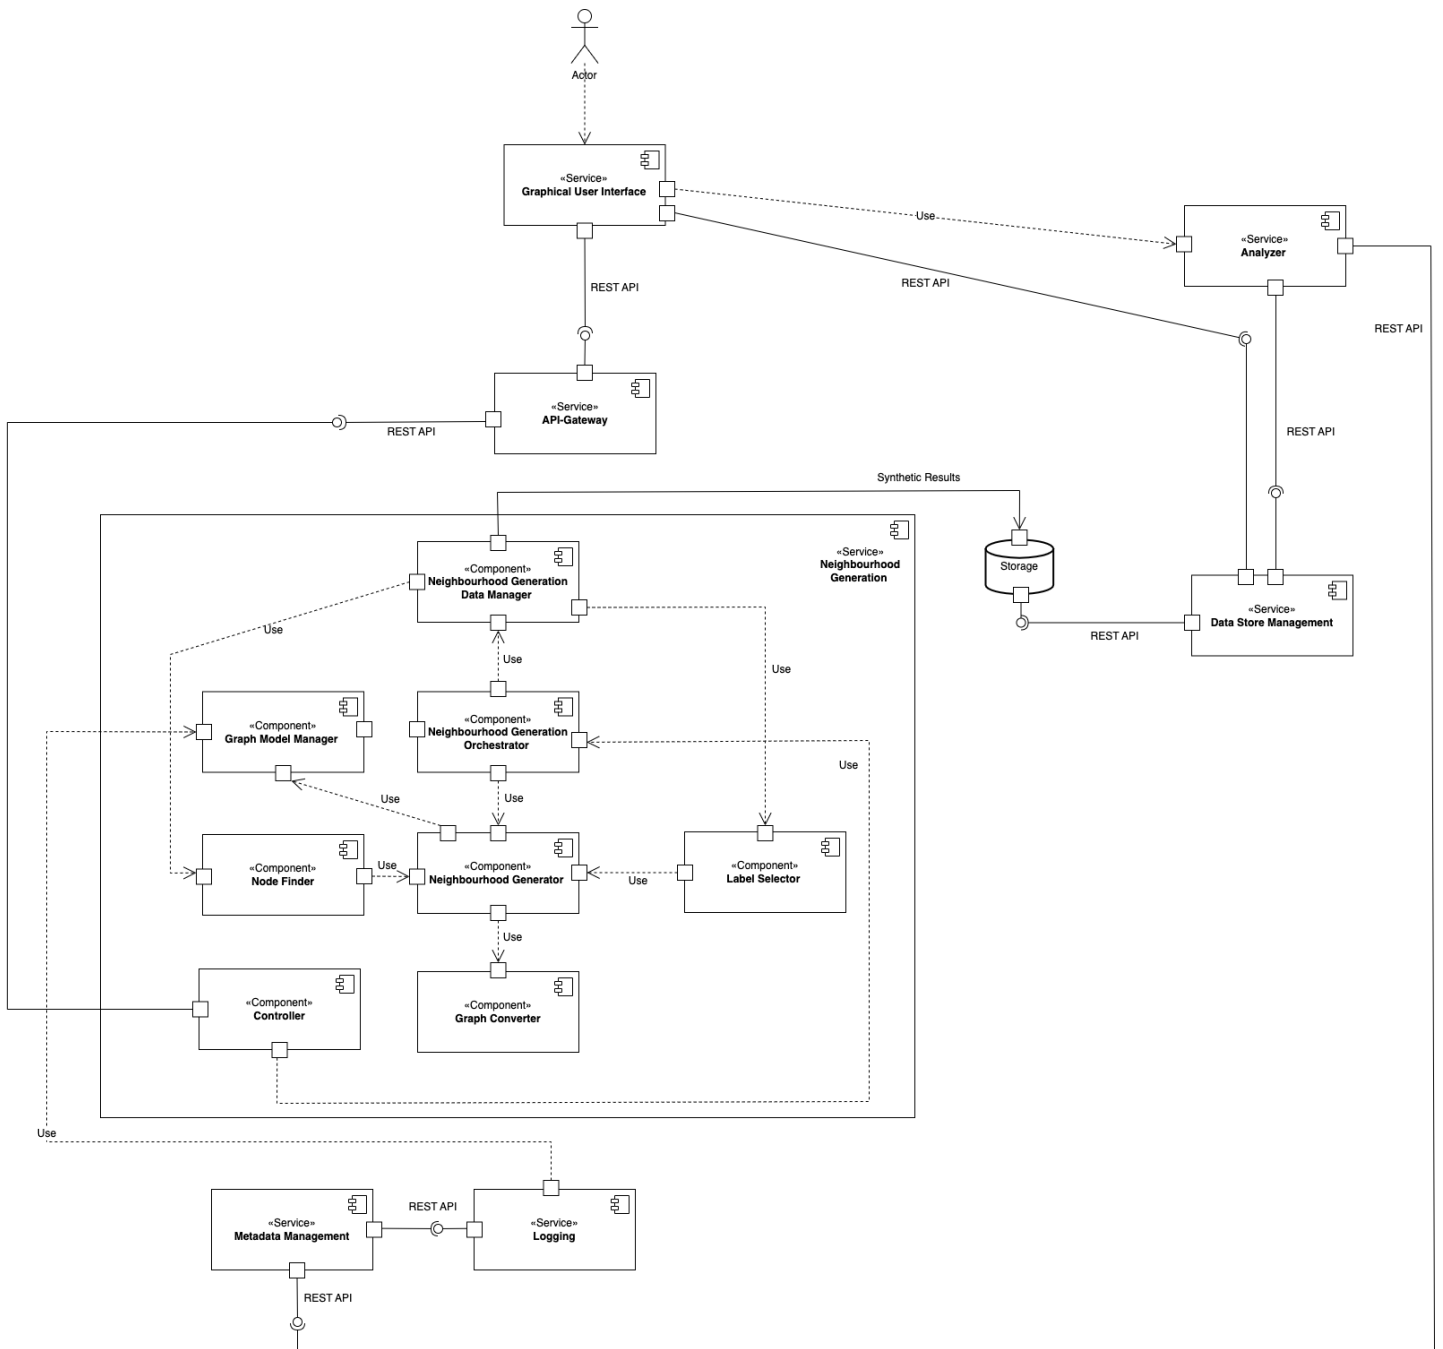 Actor
«Service»
Graphical User Interface
Use
«Service»
Analyzer
REST API
REST API
REST API
«Service»
API-Gateway
REST API
REST API
Synthetic Results
«Service»
Neighbourhood
Generation
Storage
«Component»
Neighbourhood Generation
Data Manager
«Service»
Data Store Management
REST API
Use
Use
Use
«Component»
Graph Model Manager
«Component»
Neighbourhood Generation
Orchestrator
Use
Use
Use
«Component»
Node Finder
Use
«Component»
Neighbourhood Generator
Use
«Component»
Label Selector
Use
«Component»
Controller
«Component»
Graph Converter
Use
«Service»
Metadata Management
REST API
«Service»
Logging
REST API